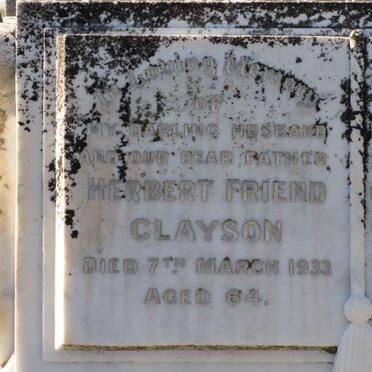 In Loving Memory
OF
MY DARLING HUSBAND
AND OUR DEAR FATHER
HERBERT FRIEND
CLAYSON
DIED 7TH MARCH 1933
AGED 64.